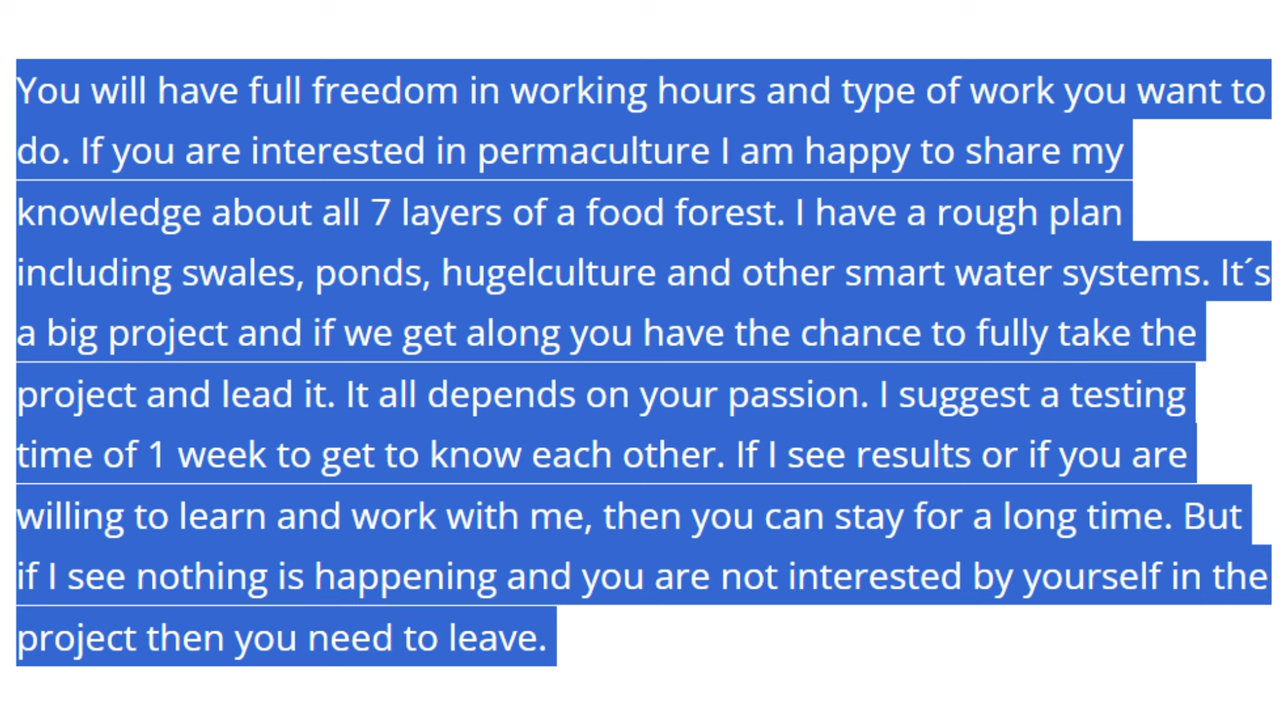 You will have full freedom in working hours and type of work you want to
do. If you are interested in permaculture I am happy to share my
knowledge about all 7 layers of a food forest. I have a rough plan
including swales, ponds, hugelculture and other smart water systems. It´s
a big project and if we get along you have the chance to fully take the
project and lead it. It all depends on your passion. I suggest a testing
time of 1 week to get to know each other. If I see results or if you are
willing to learn and work with me, then you can stay for a long time. But
if I see nothing is happening and you are not interested by yourself in the
project then you need to leave.